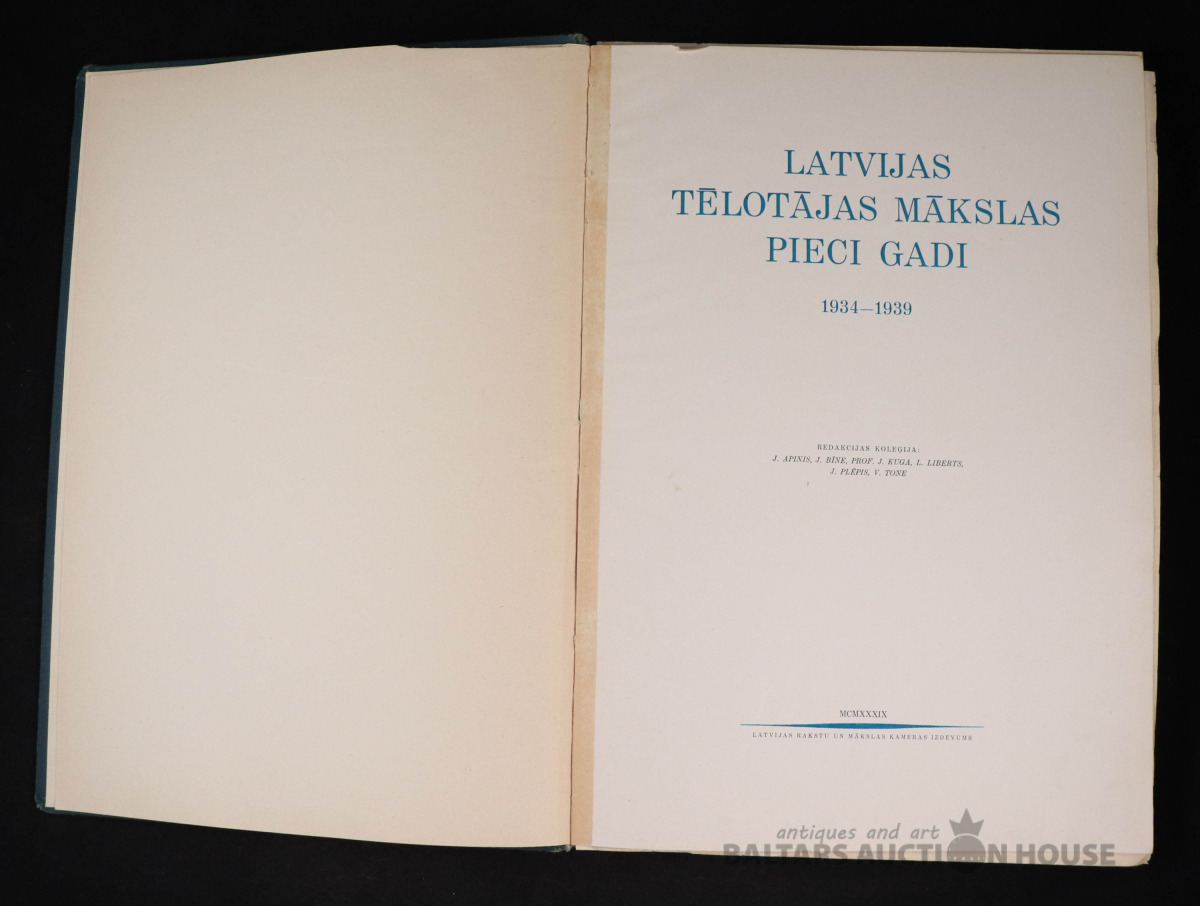 LATVIJAS
TĒLOTĀJAS MĀKSLAS
PIECI GADI
1934—1939
REDAKCIJAS KOLEĢIJA:
J. APINIS, J. BĪNE, PROF. J. KUGA, L. LIBERTS,
J. PLĒPIS, V. TONE
MCMXXXIX
LATVIJAS RAKSTU UN MĀKSLAS KAMERAS IZDEVUMS
antiques and art
BALTARS AUCTION HOUSE